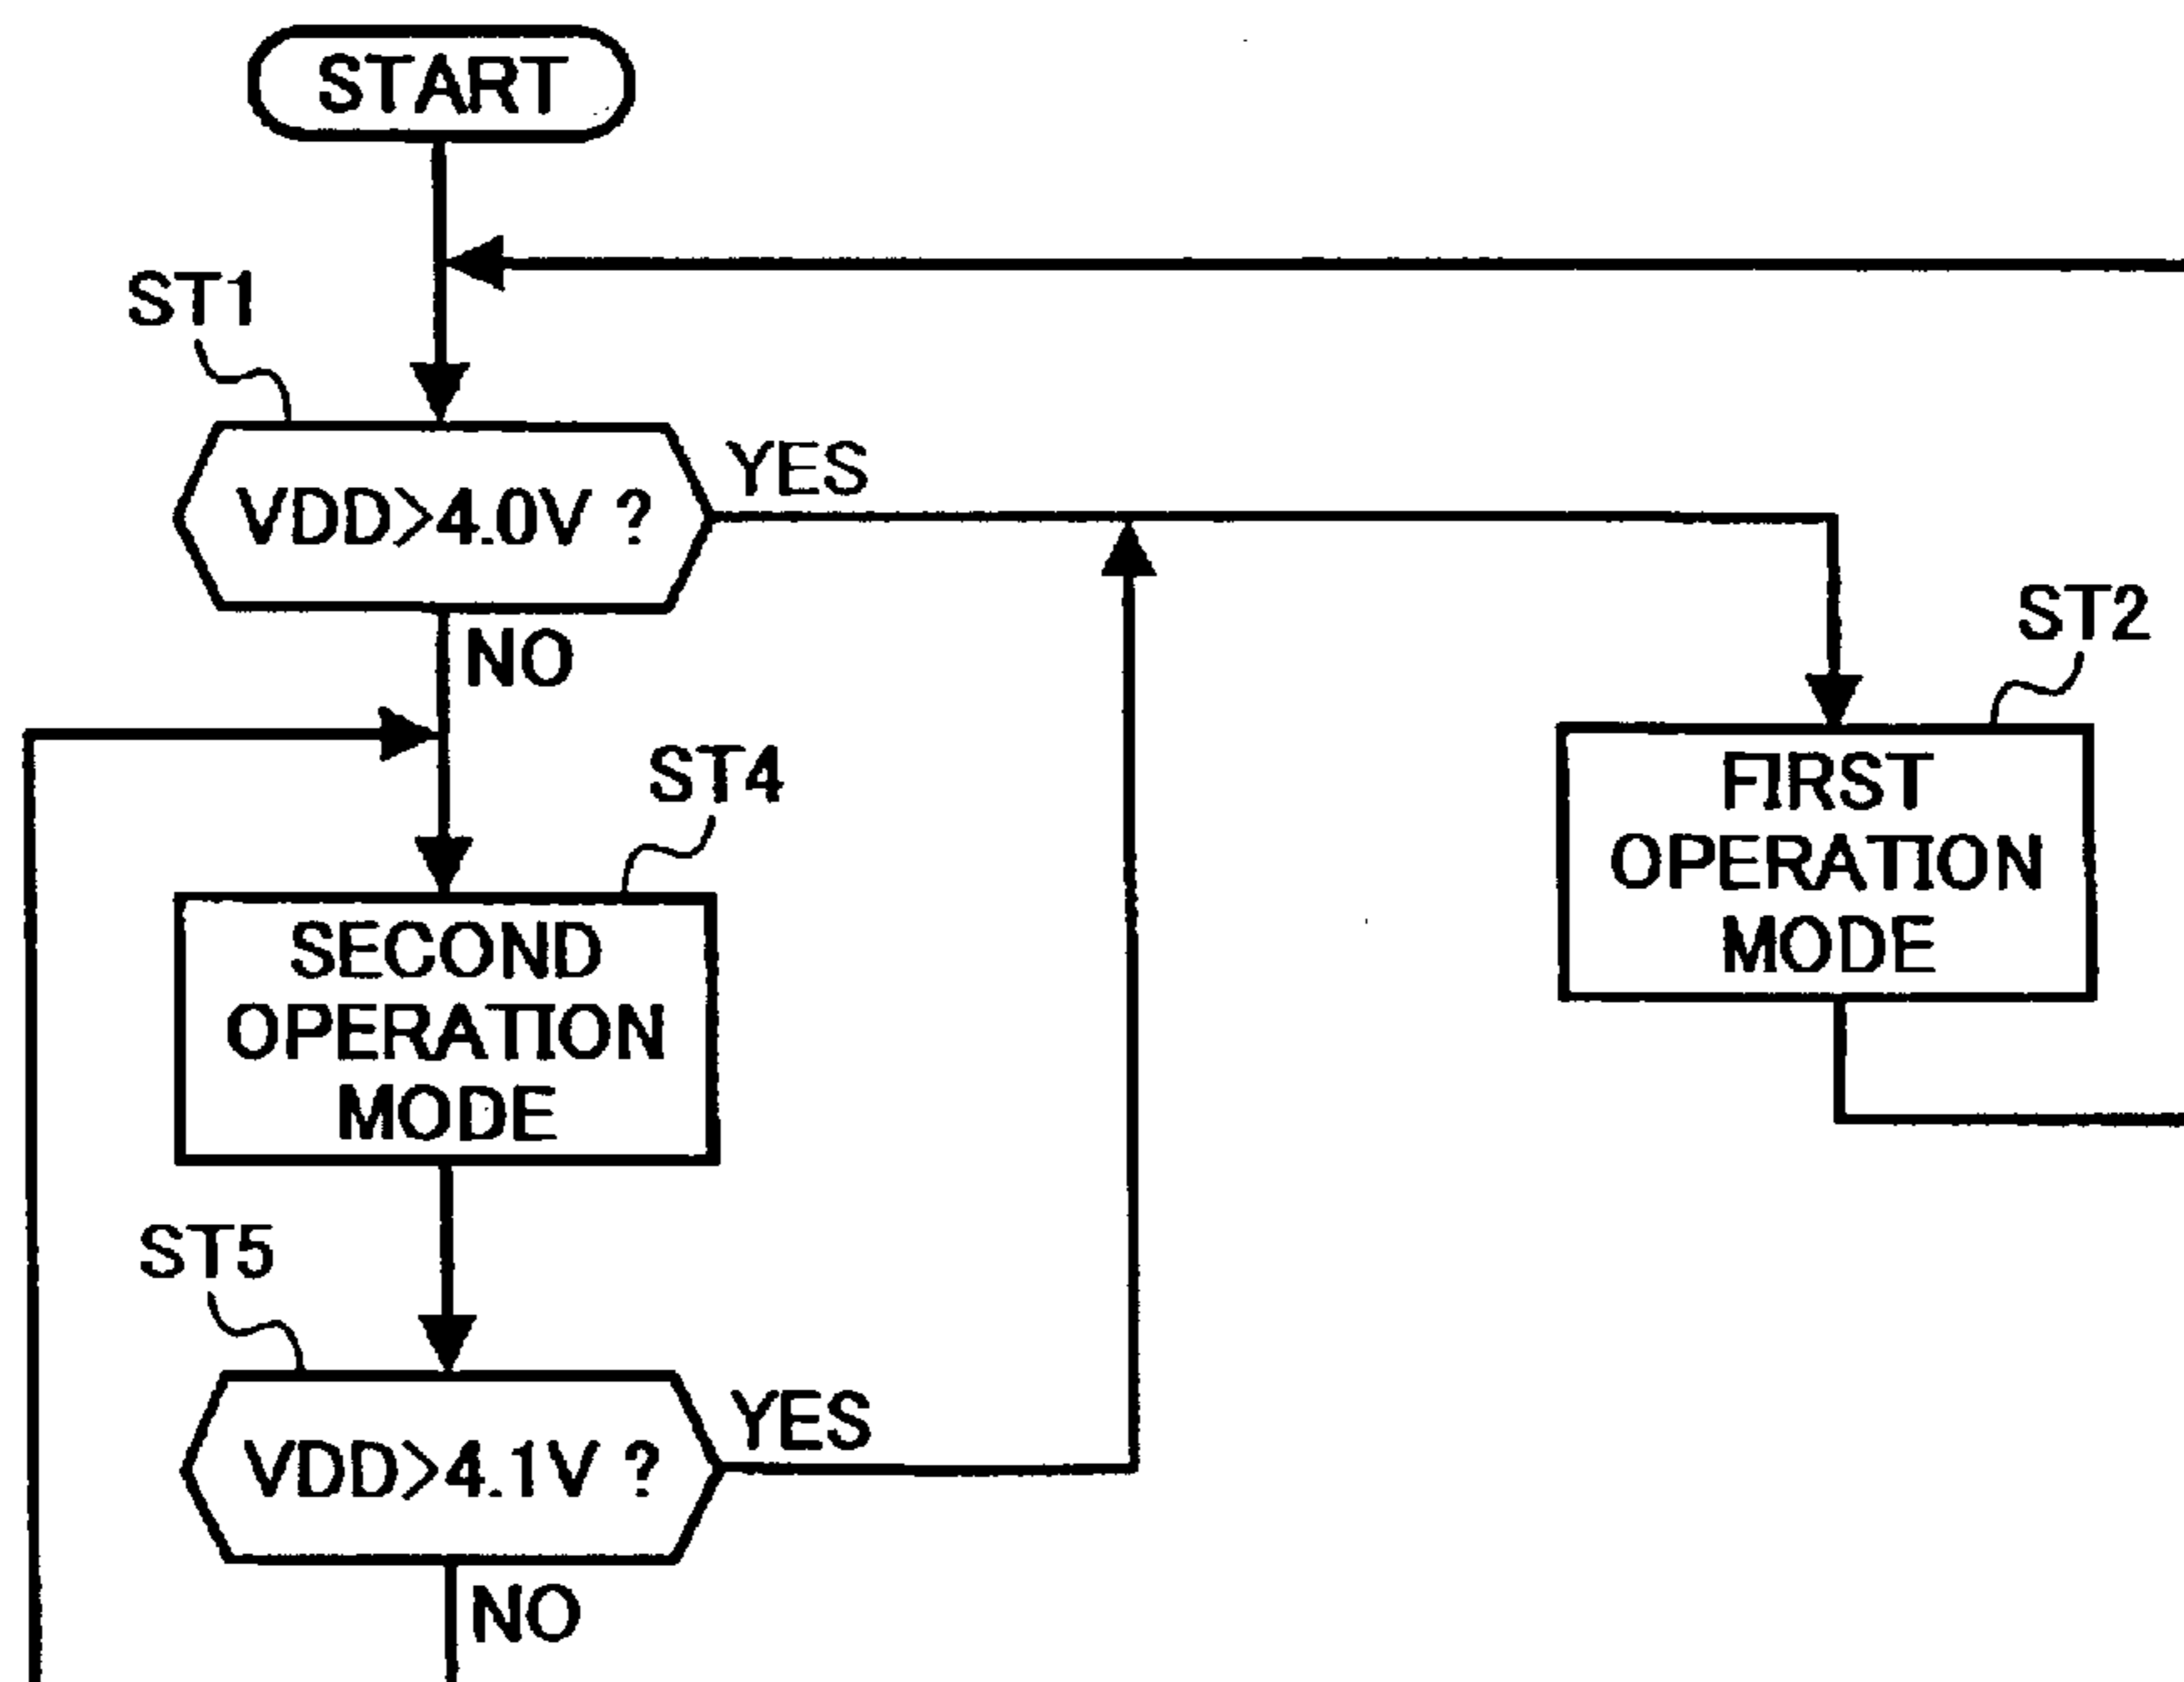 START
ST1
VDD>4.0V ?
YES
NO
ST2
FIRST
OPERATION
MODE
ST4
SECOND
OPERATION
MODE
ST5
VDD>4.1V ?
YES
NO